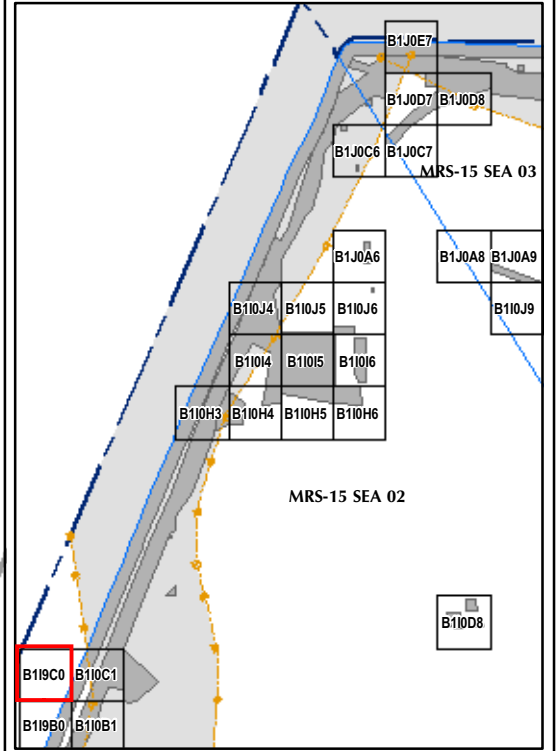 B1J0E7
B1J0D7 B1J0D8
B1J0C6 B1J0C7
MRS-15 SEA 03
B1J0A6 B1J0A8 B1J0A9
B1I0J4 B1I0J5 B1I0J6 B1I0J9
B1I0I4 B1I0I5 B1I0I6
B1I0H3 B1I0H4 B1I0H5 B1I0H6
MRS-15 SEA 02
B1I0D8
B1I9C0 B1I0C1
B1I9B0 B1I0B1